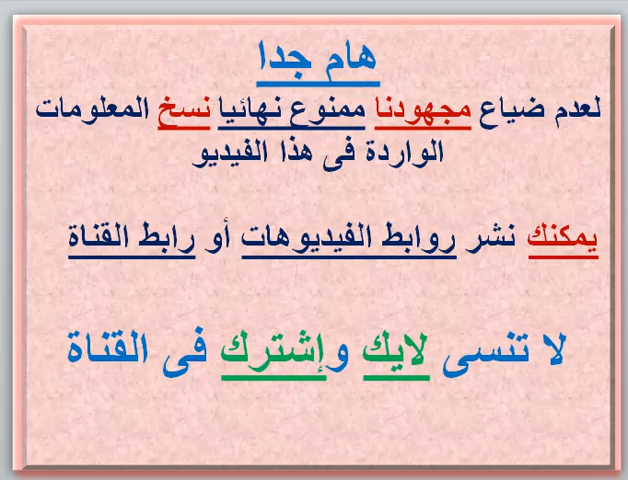 هام جدا
لعدم ضياع مجهودنا ممنوع نهائيا نسخ المعلومات
الواردة فى هذا الفيديو
يمكنك نشر روابط الفيديوهات أو رابط القناة
لا تنسى لايك وإشترك فى القناة